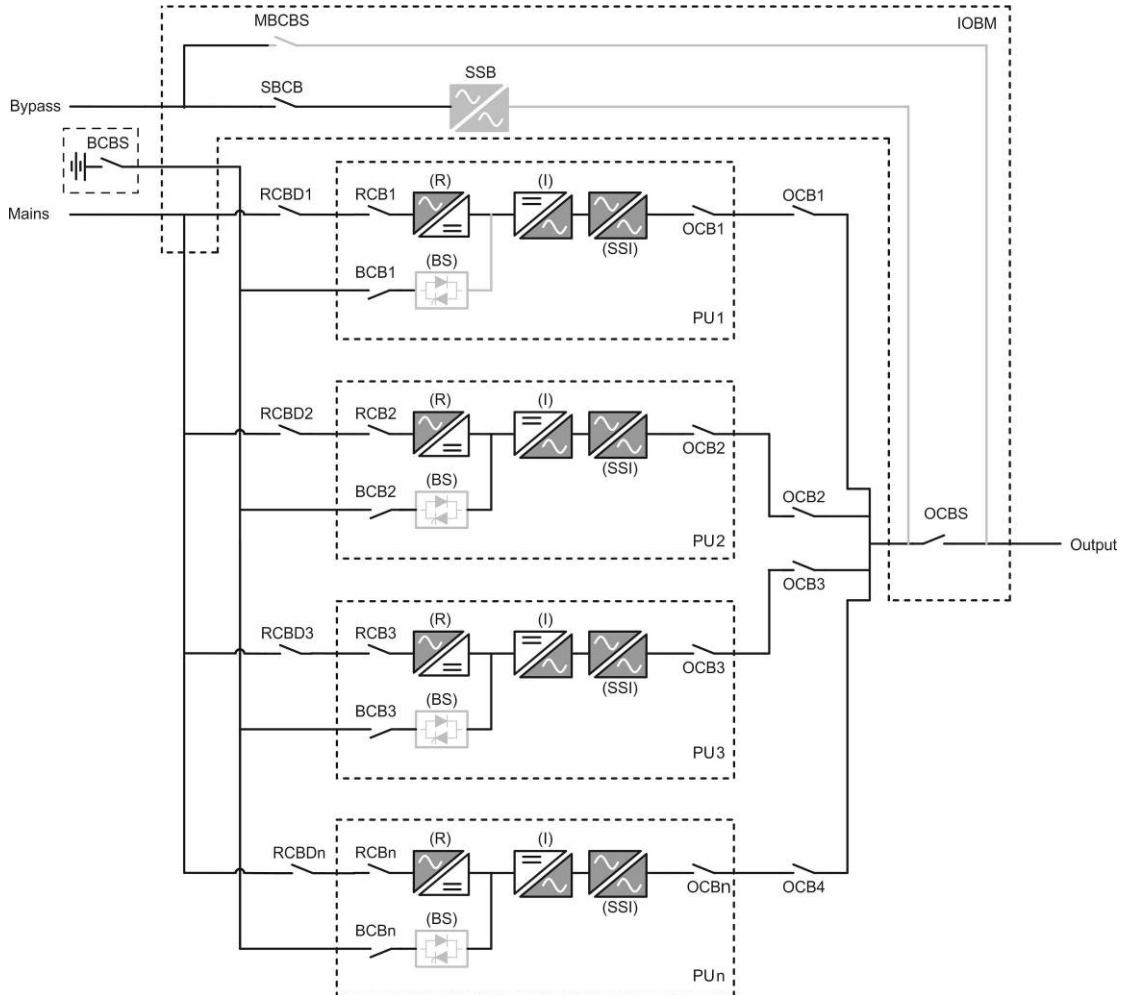 MBCBS
IOBM
SBCB
SSB
Bypass
BCBS
Mains
RCBD1
RCB1
(R)
(I)
(SSI)
OCB1
OCB1
BCB1
(BS)
PU1
RCBD2
RCB2
(R)
(I)
(SSI)
OCB2
BCB2
(BS)
PU2
OCB2
OCBS
Output
OCB3
RCBD3
RCB3
(R)
(I)
(SSI)
OCB3
BCB3
(BS)
PU3
RCBDn
RCBn
(R)
(I)
(SSI)
OCBn
OCB4
BCBn
(BS)
PUn